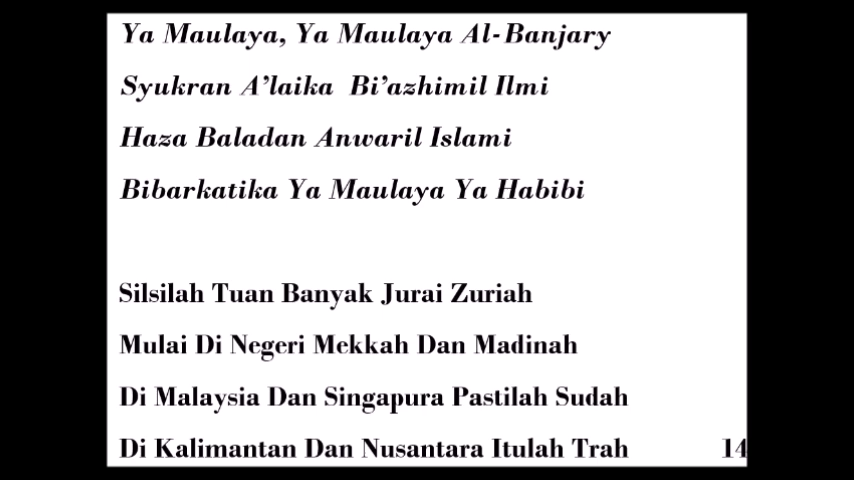 Ya Maulaya, Ya Maulaya Al-Banjary
Syukran A'laika Bi'azhimil Ilmi
Haza Baladan Anwaril Islami
Bibarkatika Ya Maulaya Ya Habibi
Silsilah Tuan Banyak Jurai Zuriah
Mulai Di Negeri Mekkah Dan Madinah
Di Malaysia Dan Singapura Pastilah Sudah
Di Kalimantan Dan Nusantara Itulah Trah 14